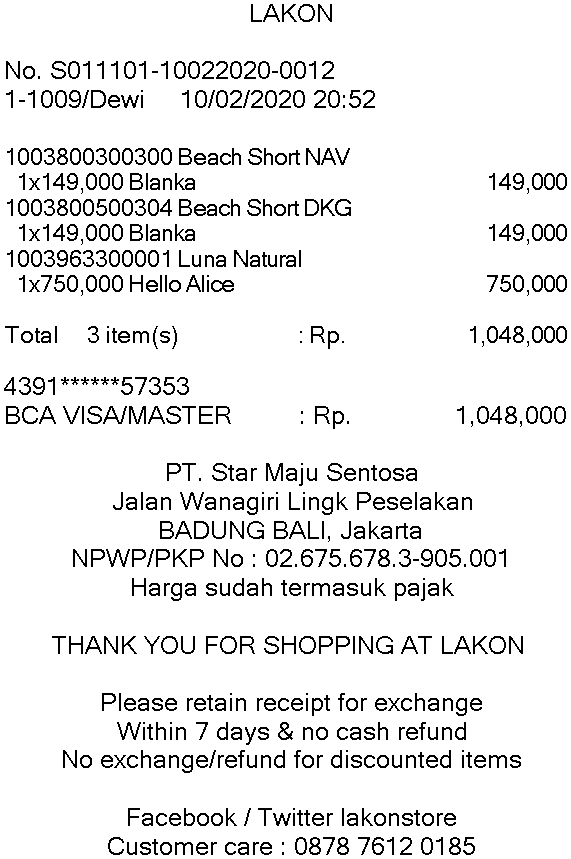 LAKON
No. S011101-10022020-0012
1-1009/Dewi 10/02/2020 20:52
1003800300300 Beach Short NAV
1x149,000 Blanka 149,000
1003800500304 Beach Short DKG
1x149,000 Blanka 149,000
1003963300001 Luna Natural
1x750,000 Hello Alice 750,000
Total 3 item(s) : Rp. 1,048,000
4391******57353
BCA VISA/MASTER : Rp. 1,048,000
PT. Star Maju Sentosa
Jalan Wanagiri Lingk Peselakan
BADUNG BALI, Jakarta
NPWP/PKP No : 02.675.678.3-905.001
Harga sudah termasuk pajak
THANK YOU FOR SHOPPING AT LAKON
Please retain receipt for exchange
Within 7 days & no cash refund
No exchange/refund for discounted items
Facebook / Twitter lakonstore
Customer care : 0878 7612 0185